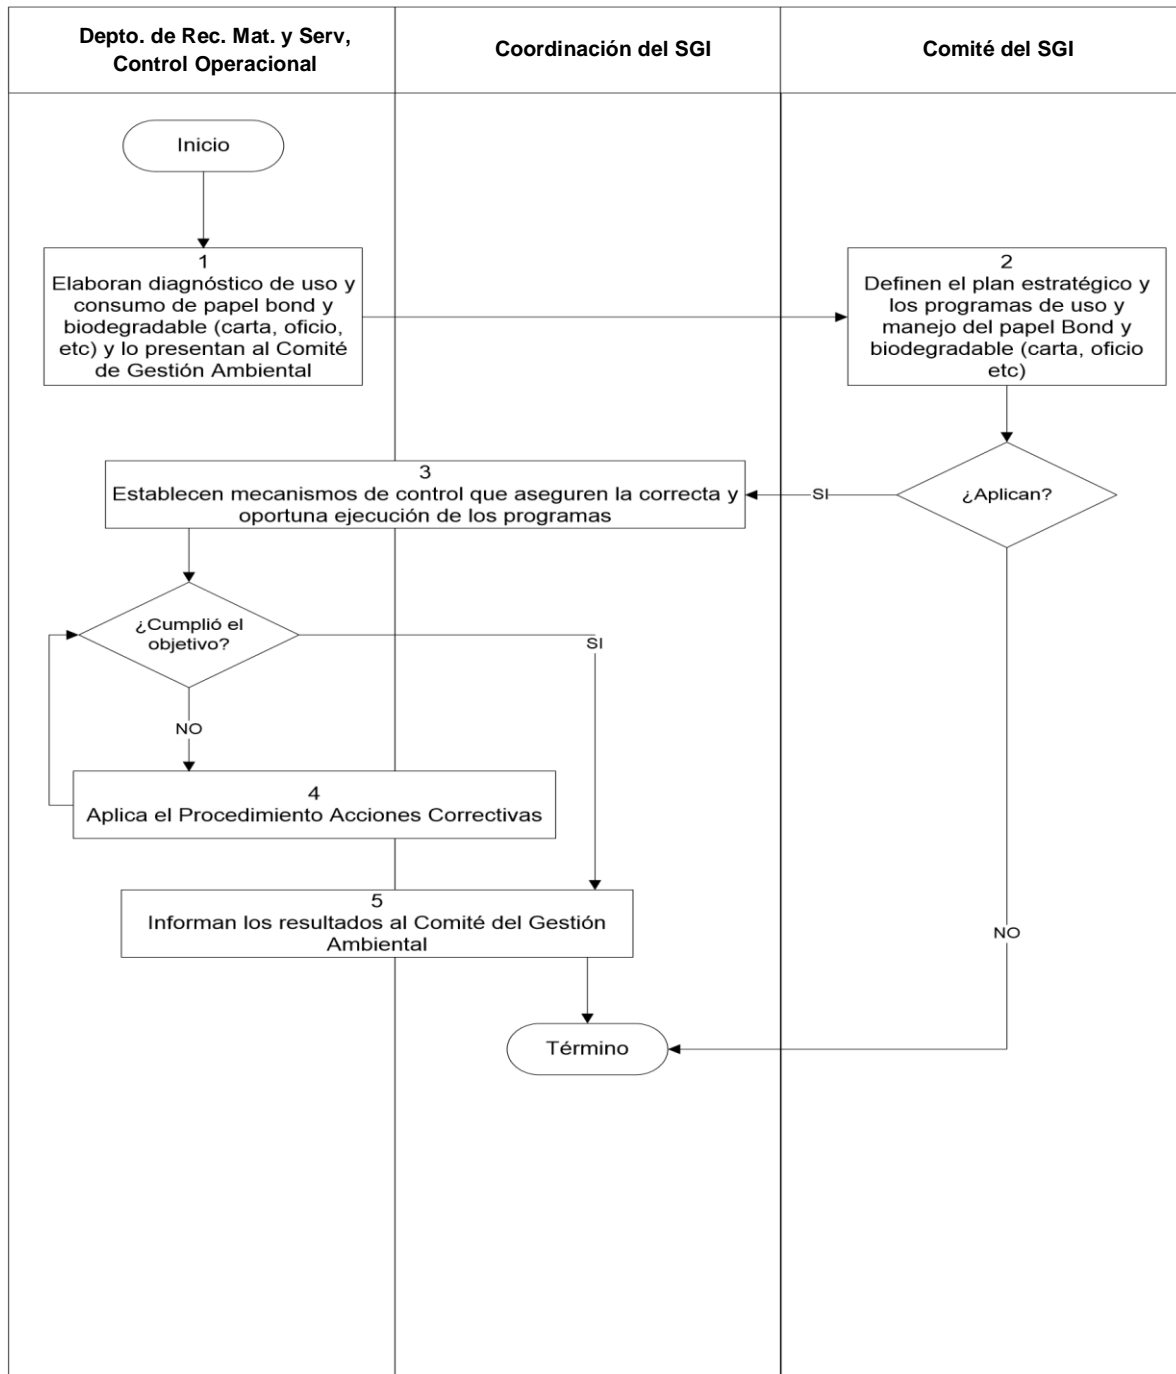 Depto. de Rec. Mat. y Serv,
Control Operacional
Coordinación del SGI
Comité del SGI
Inicio
1
Elaboran diagnóstico de uso y
consumo de papel bond y
biodegradable (carta, oficio,
etc) y lo presentan al Comité
de Gestión Ambiental
2
Definen el plan estratégico y
los programas de uso y
manejo del papel Bond y
biodegradable (carta, oficio
etc)
3
Establecen mecanismos de control que aseguren la correcta y
oportuna ejecución de los programas
SI
¿Aplican?
¿Cumplió el
objetivo?
SI
NO
4
Aplica el Procedimiento Acciones Correctivas
5
Informan los resultados al Comité del Gestión
Ambiental
NO
Término